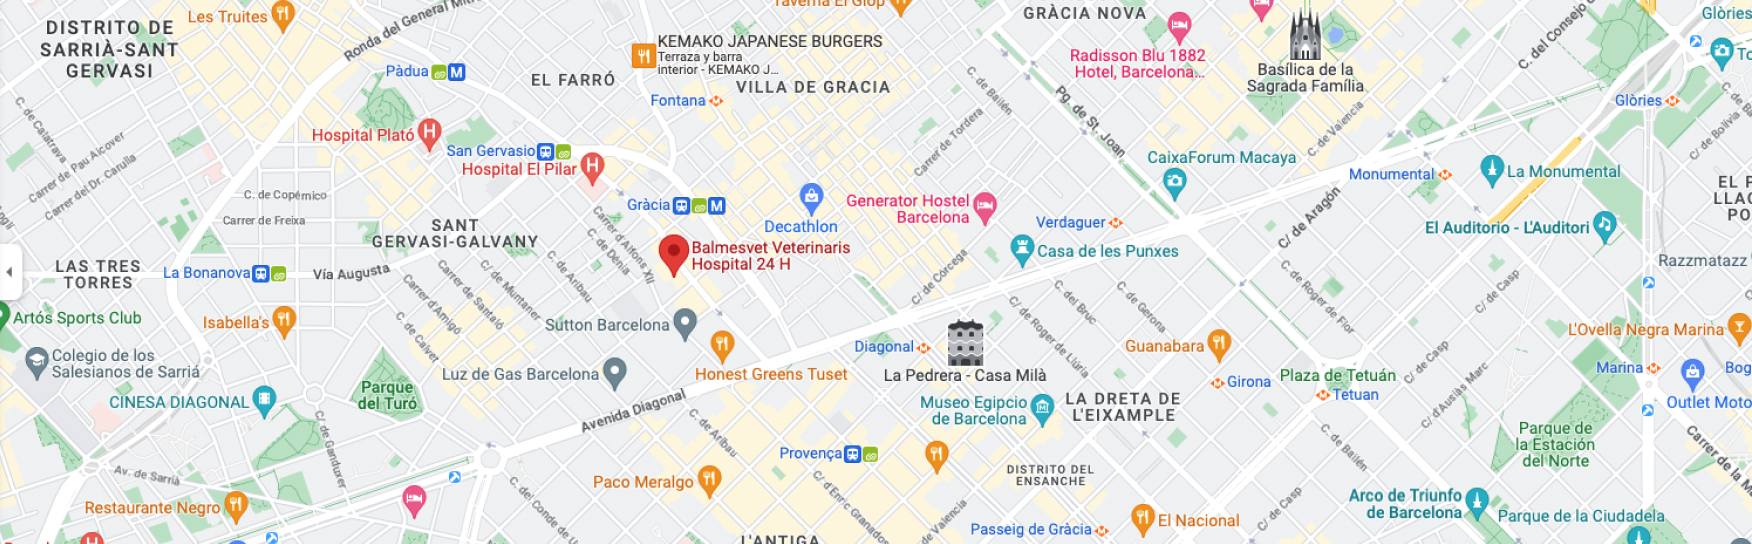 DISTRITO DE
SARRIÀ-SANT
GERVASI
Les Truites
Ronda del General Mitre
Taverna El Glop
GRÀCIA NOVA
Glòries
C. del Consejo
KEMAKO JAPANESE BURGERS
Terraza y barra
interior - KEMAKO J...
Radisson Blu 1882
Hotel, Barcelona...
Basílica de la
Sagrada Família
Pàdua
M
EL FARRÓ
VILLA DE GRACIA
Fontana
C. de Bailén
Pg. de St. Joan
Glòries
C. de Calatrava
Carrer de Pau Alcover
Carrer del Dr. Carulla
Hospital Plató
H
San Gervasio
Hospital El Pilar
H
Carrer de Tordera
C. de Valencia
C. de Bolivia
CaixaForum Macaya
Monumental
La Monumental
C. de Copérnico
Carrer de Freixa
Gràcia
M
Decathlon
Generator Hostel
Barcelona
Verdaguer
C/ de Aragón
El Auditorio - L'Auditori
SANT
GERVASI-GALVANY
Carrer d'Alfons XII
C. de Dénia
Balmesvet Veterinaris
Hospital 24 H
Casa de les Punxes
Razzmatazz
LAS TRES
TORRES
La Bonanova
Vía Augusta
C/ de Muntaner
C. de Aribau
C/ de Córcega
C. de Roger de Flor
C/ de Casp
Artós Sports Club
Isabella's
Carrer d'Amigó
Carrer de Santaló
C. de Calvet
Sutton Barcelona
C/ de Roger de Llúria
C. del Bruc
C. de Gerona
L'Ovella Negra Marina
Colegio de los
Salesianos de Sarriá
Luz de Gas Barcelona
Honest Greens Tuset
Diagonal
La Pedrera - Casa Milà
Guanabara
Girona
Plaza de Tetuán
Tetuan
C/ de Casp
C/ d'Ausiàs Marc
Marina
Outlet Moto
CINESA DIAGONAL
Parque
del Turó
Avenida Diagonal
C/ de Ganduxer
C. de Aribau
Museo Egipcio
de Barcelona
LA DRETA DE
L'EIXAMPLE
Provença
C. de Bailén
Parque de
la Estación
del Norte
Carrer de la
Av. de Sarriá
Paco Meralgo
DISTRITO DEL
ENSANCHE
Restaurante Negro
C. del Conde de
C/ d'Enric Granados
de Valencia
C/ de Casp
Passeig de Gràcia
El Nacional
Arco de Triunfo
de Barcelona
Parque de la Ciudadela
L'ANTIGA